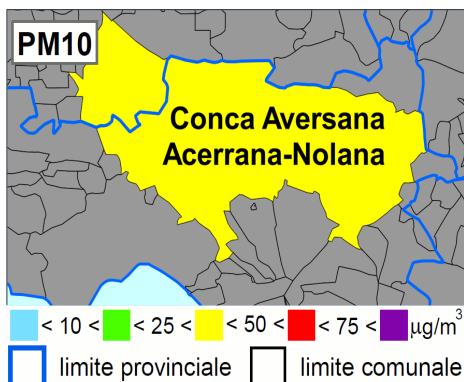 PM10
Conca Aversana
Acerrana-Nolana
< 10 < < 25 < < 50 < < 75 < μg/m³
limite provinciale limite comunale